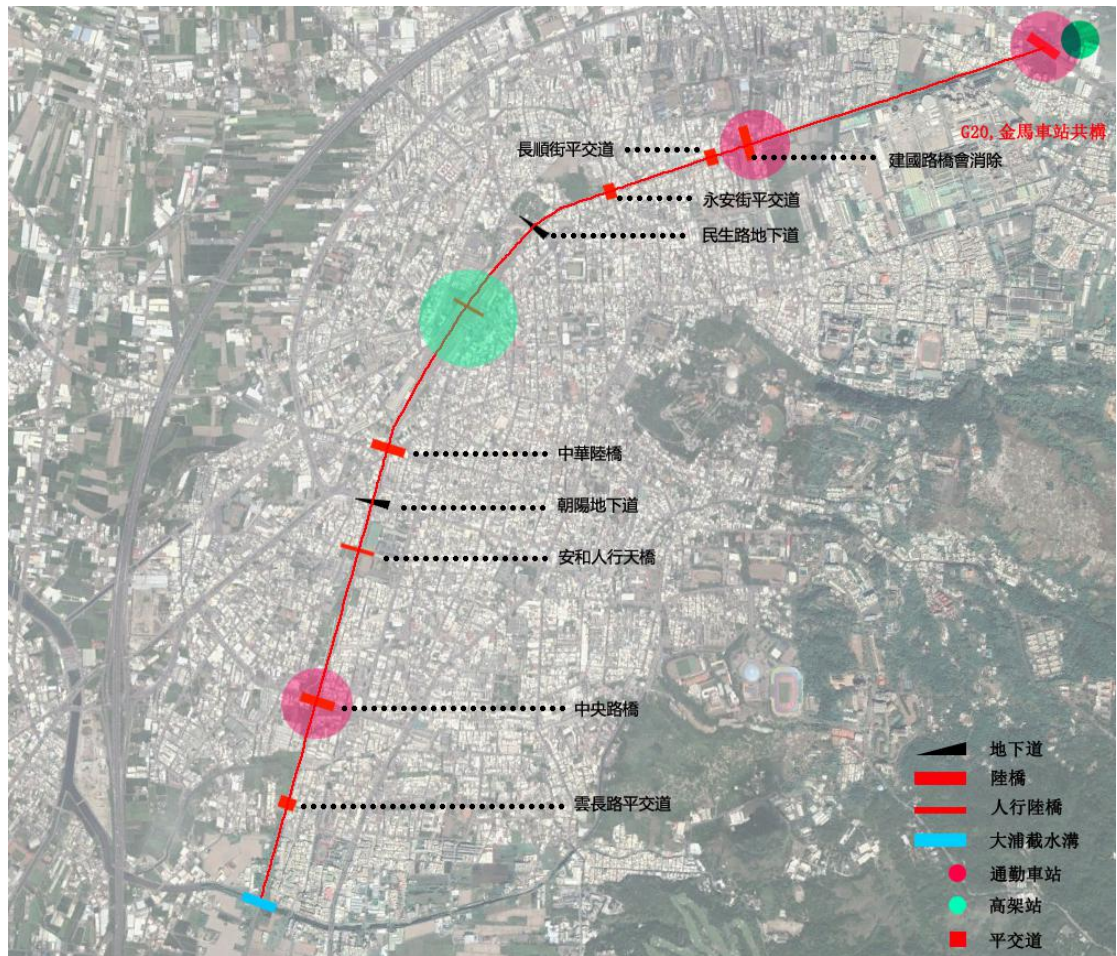 G20,金馬車站共構
長順街平交道
建國路橋會消除
永安街平交道
民生路地下道
中華陸橋
朝陽地下道
安和人行天橋
中央路橋
雲長路平交道
地下道
陸橋
人行陸橋
大浦截水溝
通勤車站
高架站
平交道